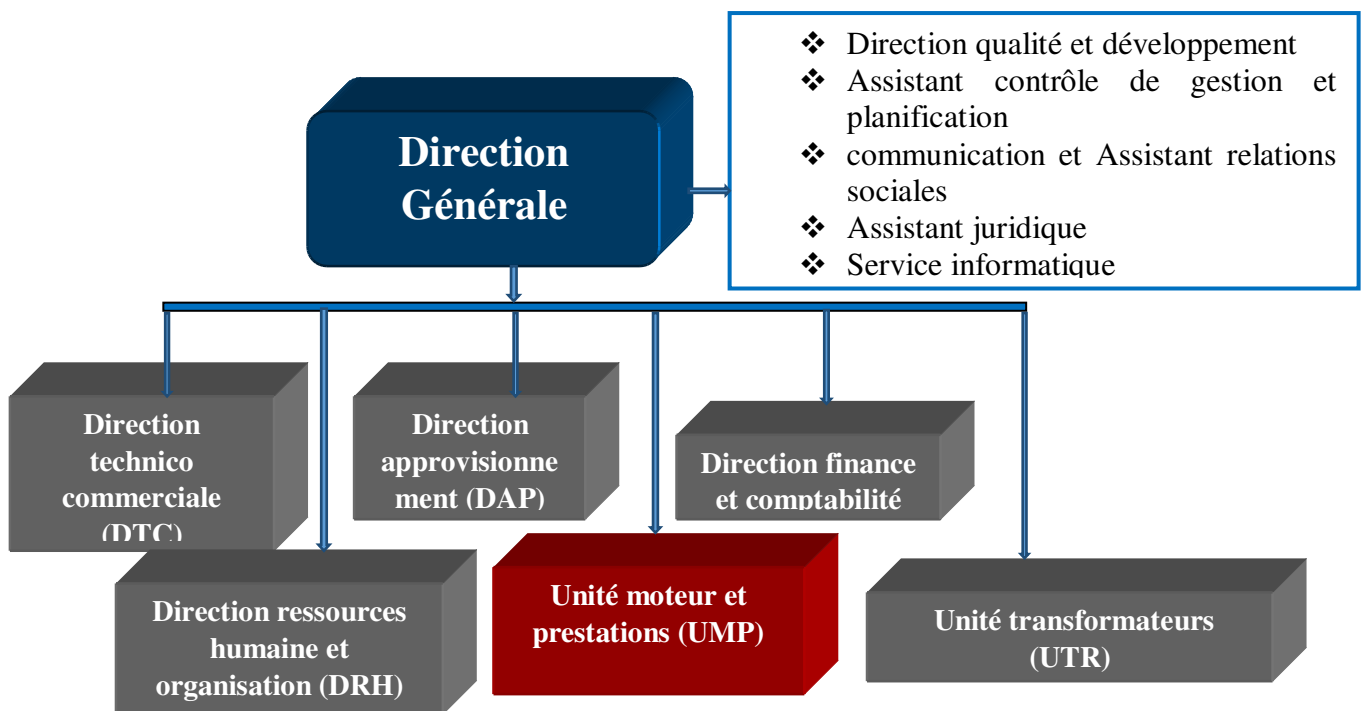 Direction
Générale
❖ Direction qualité et développement
❖ Assistant contrôle de gestion et
planification
❖ communication et Assistant relations
sociales
❖ Assistant juridique
❖ Service informatique
Direction
technico
commerciale
(DTC)
Direction
approvisionne
ment (DAP)
Direction finance
et comptabilité
Direction ressources
humaine et
organisation (DRH)
Unité moteur et
prestations (UMP)
Unité transformateurs
(UTR)